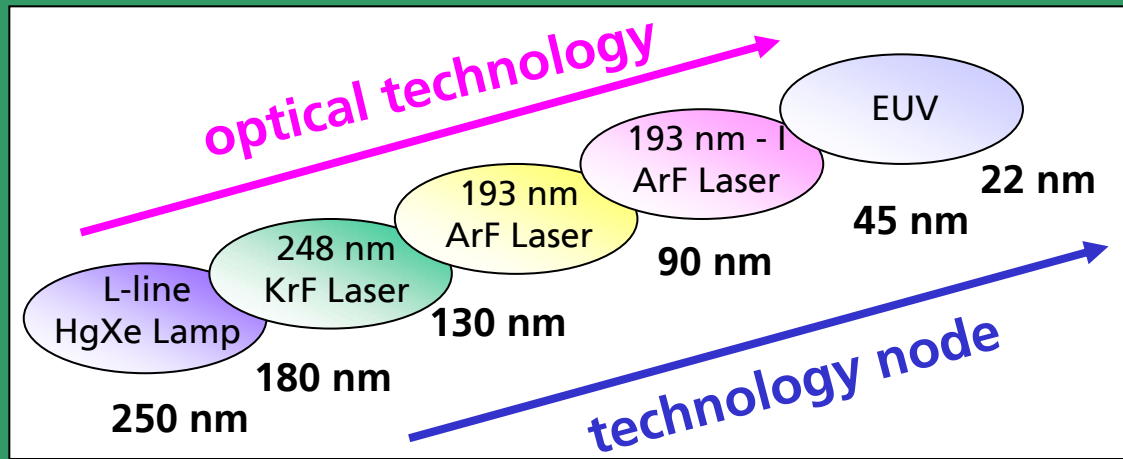 optical technology
L-line
HgXe Lamp
248 nm
KrF Laser
193 nm
ArF Laser
193 nm - I
ArF Laser
EUV
250 nm
180 nm
130 nm
90 nm
45 nm
22 nm
technology node